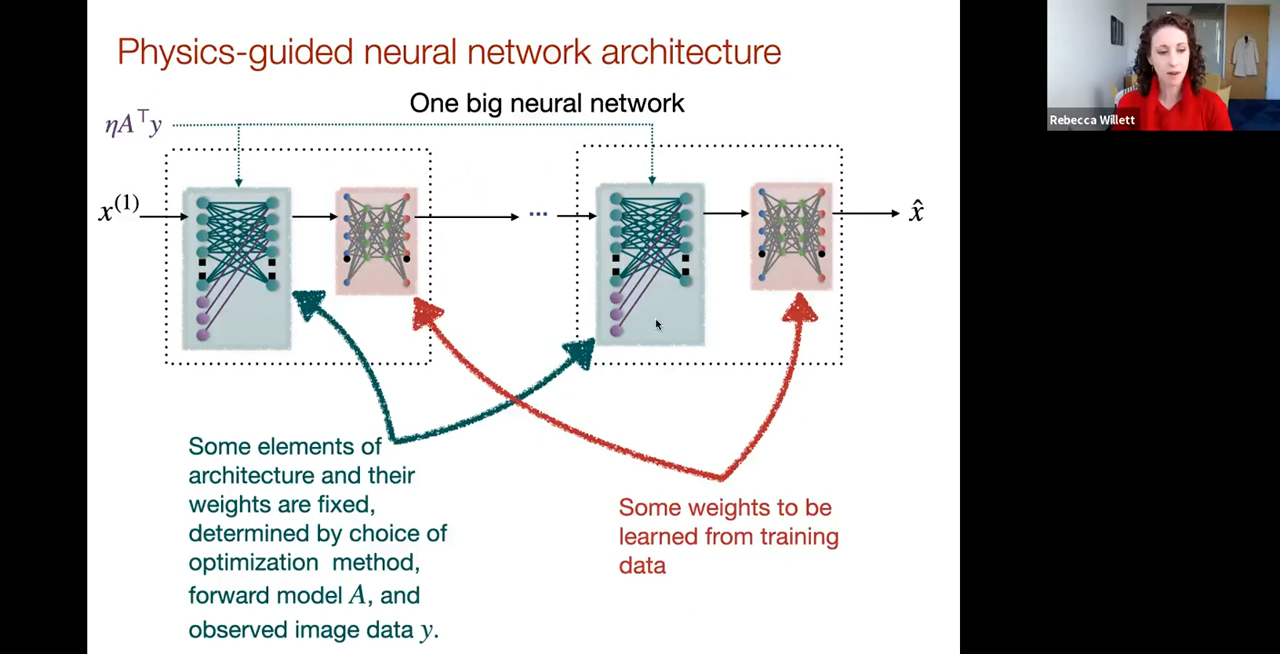 Physics-guided neural network architecture
One big neural network
ηA⊤y
x(1)
...
x̂
Some elements of
architecture and their
weights are fixed,
determined by choice of
optimization method,
forward model A, and
observed image data y.
Some weights to be
learned from training
data
Rebecca Willett